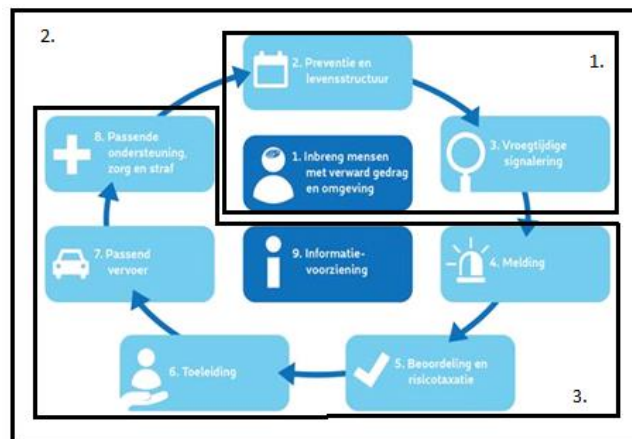 2.
1.
2. Preventie en
levensstructuur
8. Passende
ondersteuning,
zorg en straf
1. Inbreng mensen
met verward gedrag
en omgeving
3. Vroegtijdige
signalering
7. Passend
vervoer
9. Informatie-
voorziening
4. Melding
6. Toeleiding
5. Beoordeling en
risicotaxatie
3.